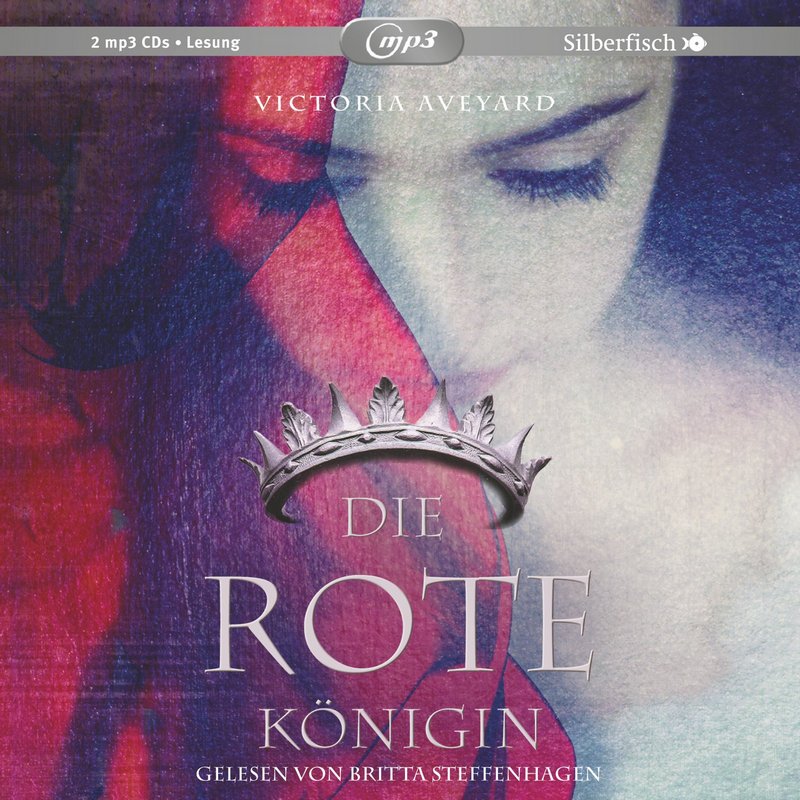 2 mp3 CDs • Lesung
mp3
Silberfisch
VICTORIA AVEYARD
DIE
ROTE
KÖNIGIN
GELESEN VON BRITTA STEFFENHAGEN